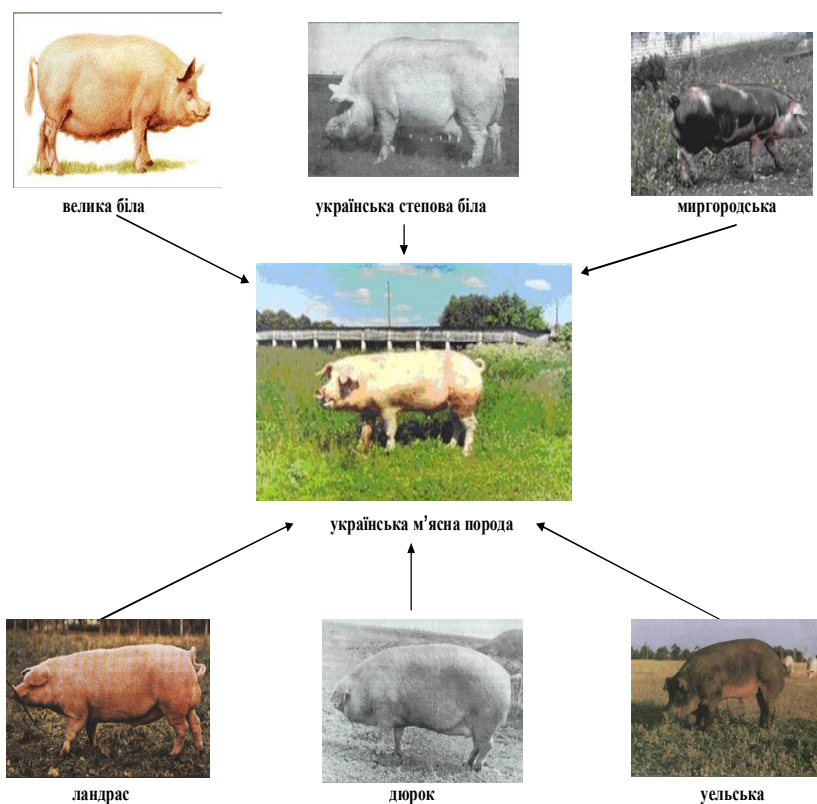 велика біла
українська степова біла
миргородська
українська м’ясна порода
ландрас
дюрок
уельська